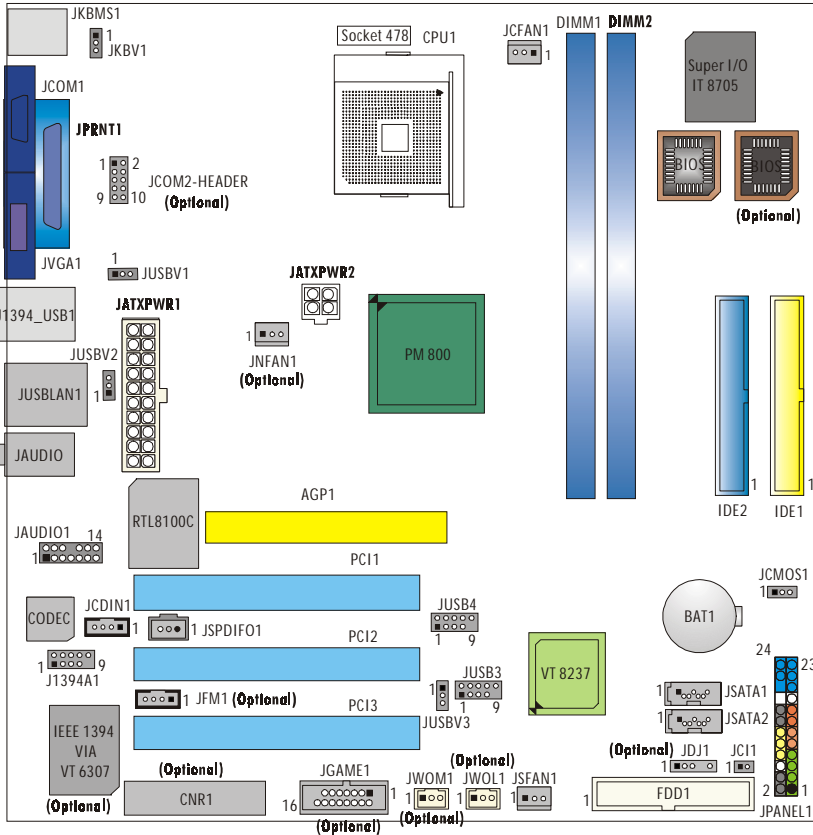 JKBMS1
1
JKBV1
Socket 478
CPU1
JCFAN1
1
DIMM1
DIMM2
Super I/O
IT 8705
JCOM1
JPRNT1
1 2
JCOM2-HEADER
9 10
(Optional)
BIOS
BIOS
(Optional)
JVGA1
1
JUSBV1
J1394_USB1
JATXPWR1
JATXPWR2
1
JNFAN1
(Optional)
PM 800
JUSBV2
1
JUSBLAN1
JAUDIO
1
IDE2
1
IDE1
RTL8100C
AGP1
JAUDIO1 14
1
PCI1
JCMOS1
1
BAT1
CODEC
JCDIN1
1
1 JSPDIFO1
JUSB4
1 9
PCI2
1 9
J1394A1
VT 8237
24
23
JUSB3
1 9
JUSBV3
1
1 JFM1 (Optional)
PCI3
1 JSATA1
1 JSATA2
IEEE 1394
VIA
VT 6307
(Optional)
(Optional)
CNR1
JGAME1
16 1
(Optional)
JWOM1
1
(Optional)
(Optional)
JWOL1
1
JSFAN1
1
(Optional)
JDJ1
1
JCI1
1
1 FDD1
2 1
JPANEL1